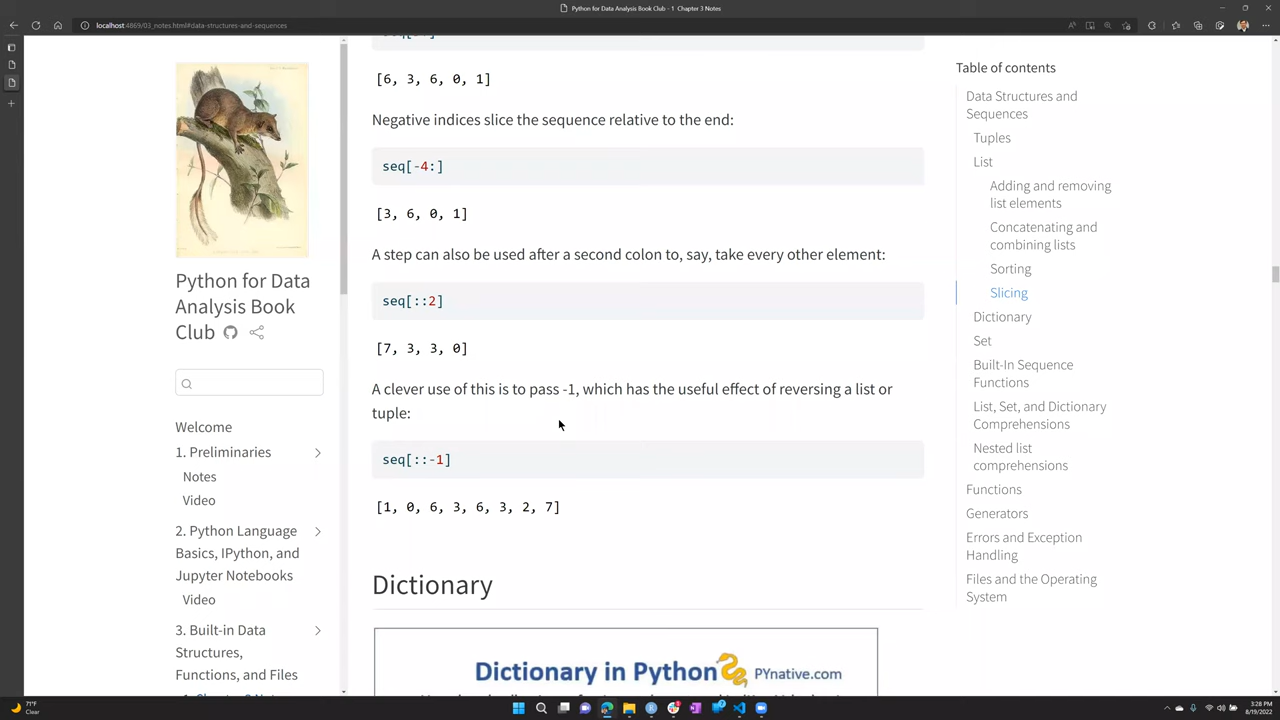 Python for Data Analysis Book Club - 1 Chapter 3 Notes
localhost:4869/03_notes.html#data-structures-and-sequences
[6, 3, 6, 0, 1]
Negative indices slice the sequence relative to the end:
seq[-4:]
[3, 6, 0, 1]
A step can also be used after a second colon to, say, take every other element:
seq[::2]
[7, 3, 3, 0]
A clever use of this is to pass -1, which has the useful effect of reversing a list or
tuple:
seq[::-1]
[1, 0, 6, 3, 6, 3, 2, 7]
Dictionary
Dictionary in Python
PYnative.com
Python for Data
Analysis Book
Club
Welcome
1. Preliminaries
Notes
Video
2. Python Language
Basics, IPython, and
Jupyter Notebooks
Video
3. Built-in Data
Structures,
Functions, and Files
Table of contents
Data Structures and
Sequences
Tuples
List
Adding and removing
list elements
Concatenating and
combining lists
Sorting
Slicing
Dictionary
Set
Built-In Sequence
Functions
List, Set, and Dictionary
Comprehensions
Nested list
comprehensions
Functions
Generators
Errors and Exception
Handling
Files and the Operating
System
71°F
Clear
3:28 PM
8/19/2022